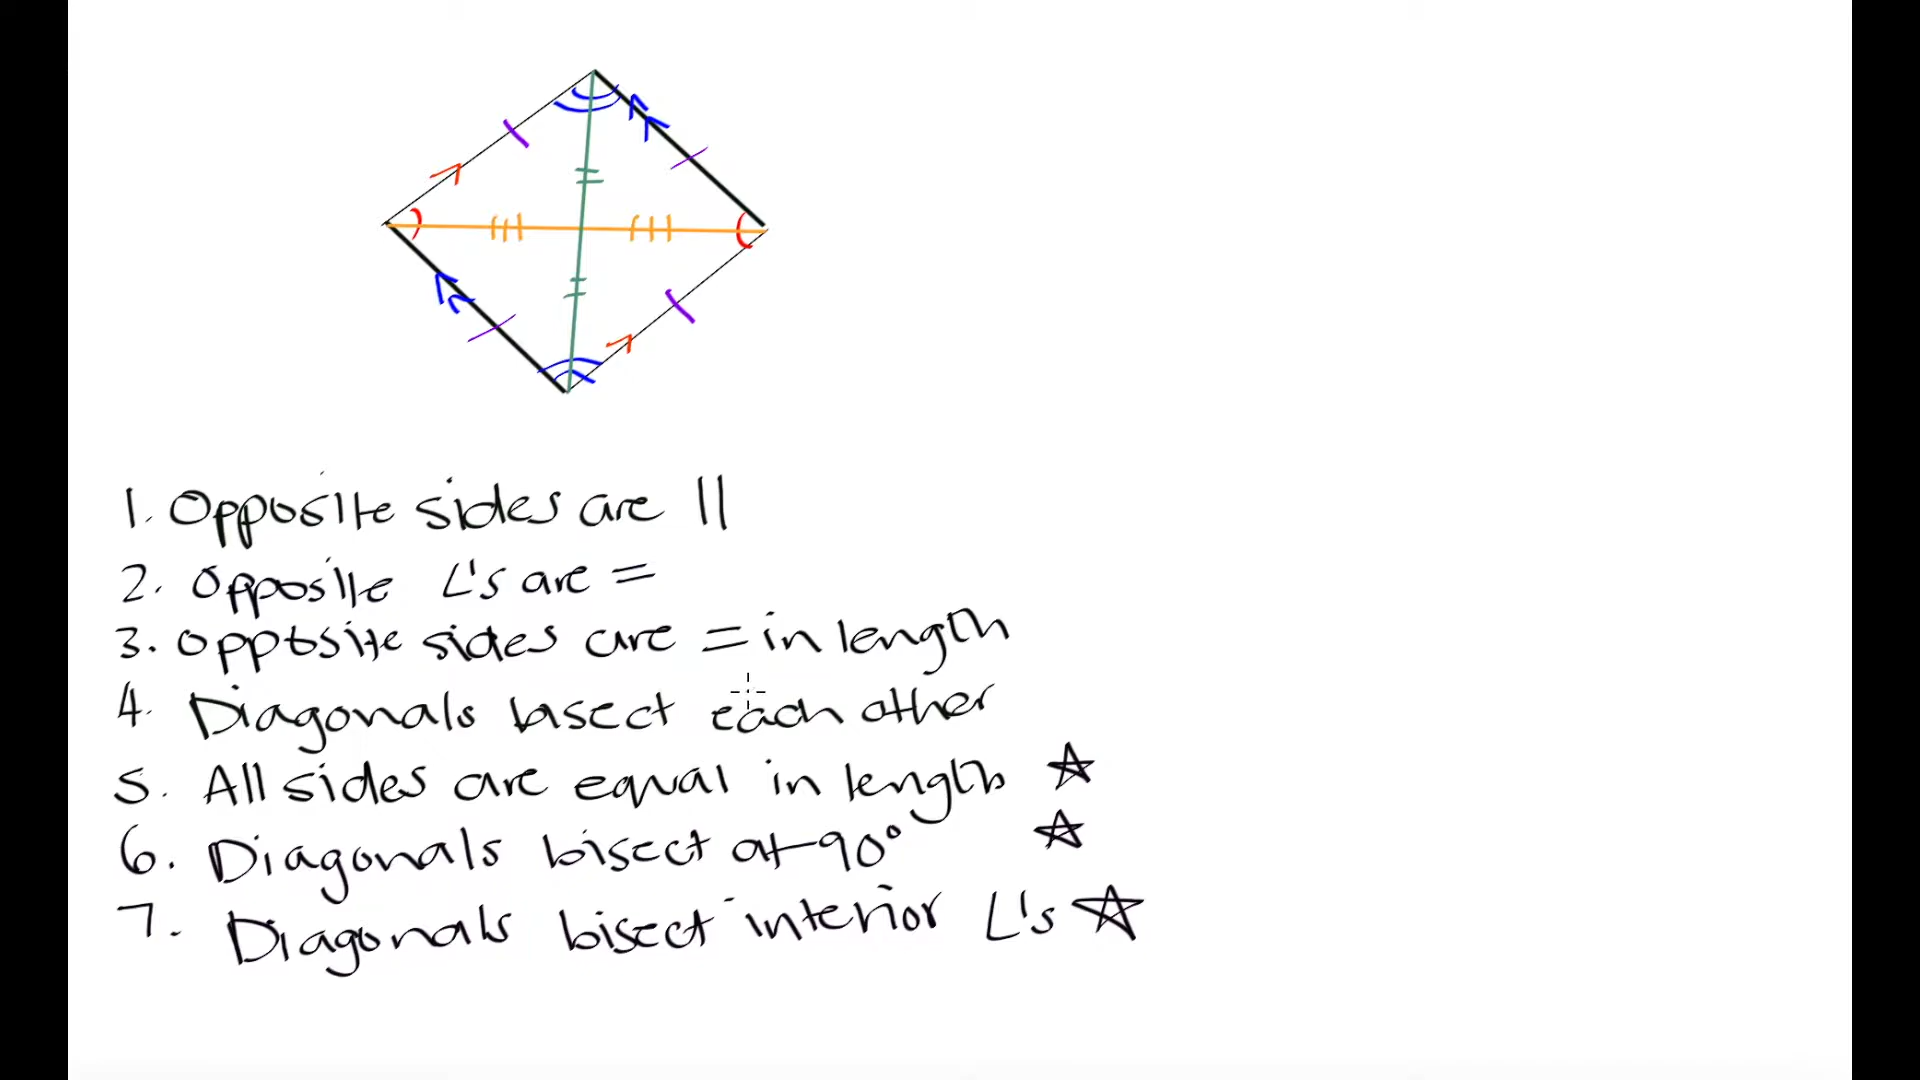 1. Opposite sides are ||
2. Opposite L's are =
3. opposite sides are = in length
4. Diagonals bisect each other
5. All sides are equal in length ☆
6. Diagonals bisect at 90° ☆
7. Diagonals bisect interior L's ☆